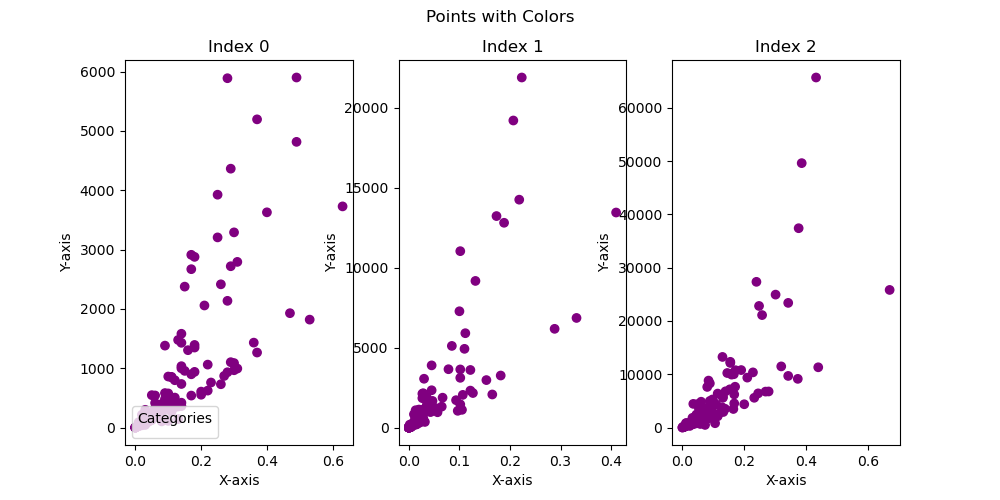 Points with Colors
Index 0
Index 1
Index 2
Y-axis
6000
5000
4000
3000
2000
1000
0
Categories
0.0
0.2
0.4
0.6
X-axis
Y-axis
20000
15000
10000
5000
0
0.0
0.1
0.2
0.3
0.4
X-axis
Y-axis
60000
50000
40000
30000
20000
10000
0
0.0
0.2
0.4
0.6
X-axis